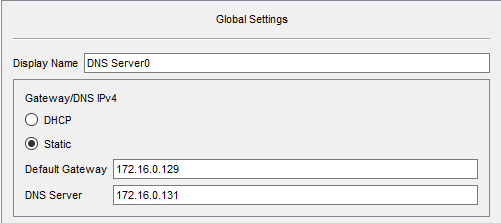 Global Settings
Display Name DNS Server0
Gateway/DNS IPv4
DHCP
Static
Default Gateway 172.16.0.129
DNS Server 172.16.0.131